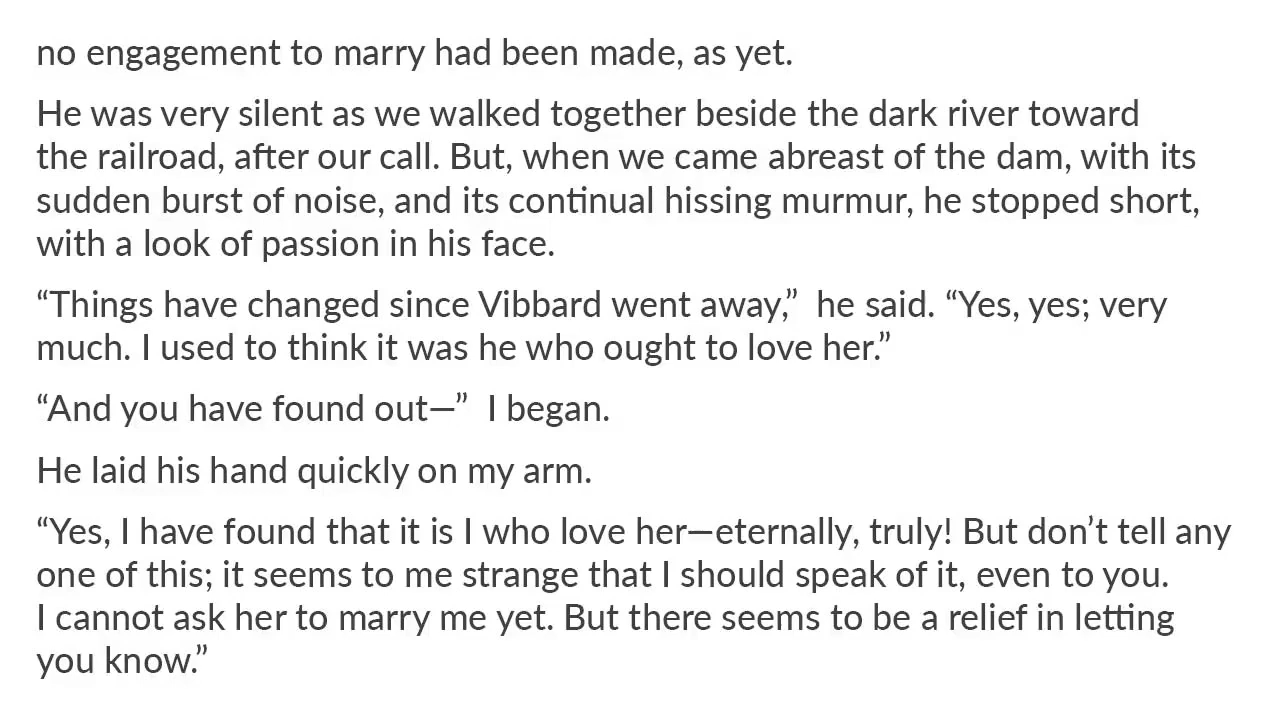 no engagement to marry had been made, as yet.
He was very silent as we walked together beside the dark river toward
the railroad, after our call. But, when we came abreast of the dam, with its
sudden burst of noise, and its continual hissing murmur, he stopped short,
with a look of passion in his face.
“Things have changed since Vibbard went away,”  he said. “Yes, yes; very
much. I used to think it was he who ought to love her.”
“And you have found out—”  I began.
He laid his hand quickly on my arm.
“Yes, I have found that it is I who love her—eternally, truly! But don’t tell any
one of this; it seems to me strange that I should speak of it, even to you.
I cannot ask her to marry me yet. But there seems to be a relief in letting
you know.”